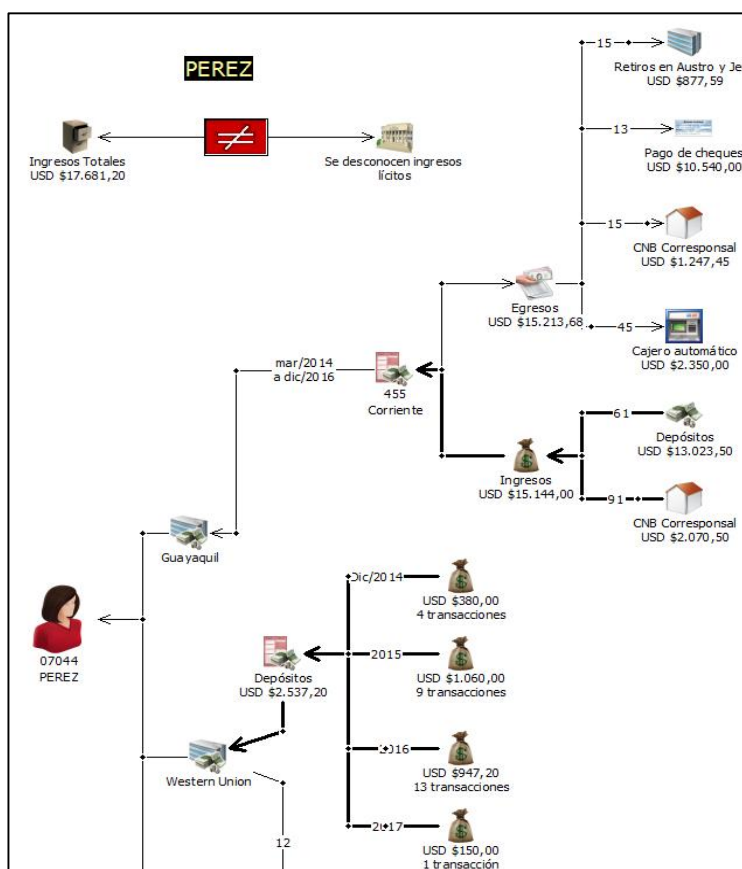 PEREZ
Ingresos Totales
USD $17.681,20
Se desconocen ingresos
lícitos
15
Retiros en Austro y Je
USD $877,59
13
Pago de cheques
USD $10.540,00
15
CNB Corresponsal
USD $1.247,45
Egresos
USD $15.213,68
45
Cajero automático
USD $2.350,00
mar/2014
a dic/2016
455
Corriente
61
Depósitos
USD $13.023,50
Ingresos
USD $15.144,00
91
CNB Corresponsal
USD $2.070,50
Guayaquil
Dic/2014
USD $380,00
4 transacciones
07044
PEREZ
2015
USD $1.060,00
9 transacciones
Depósitos
USD $2.537,20
2016
USD $947,20
13 transacciones
Western Union
12
2017
USD $150,00
1 transacción